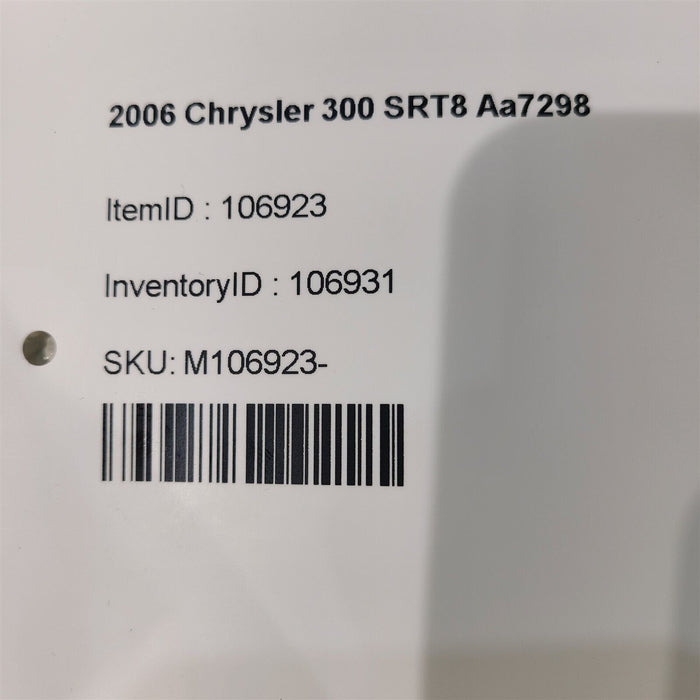 2006 Chrysler 300 SRT8 Aa7298
ItemID : 106923
InventoryID : 106931
SKU: M106923-